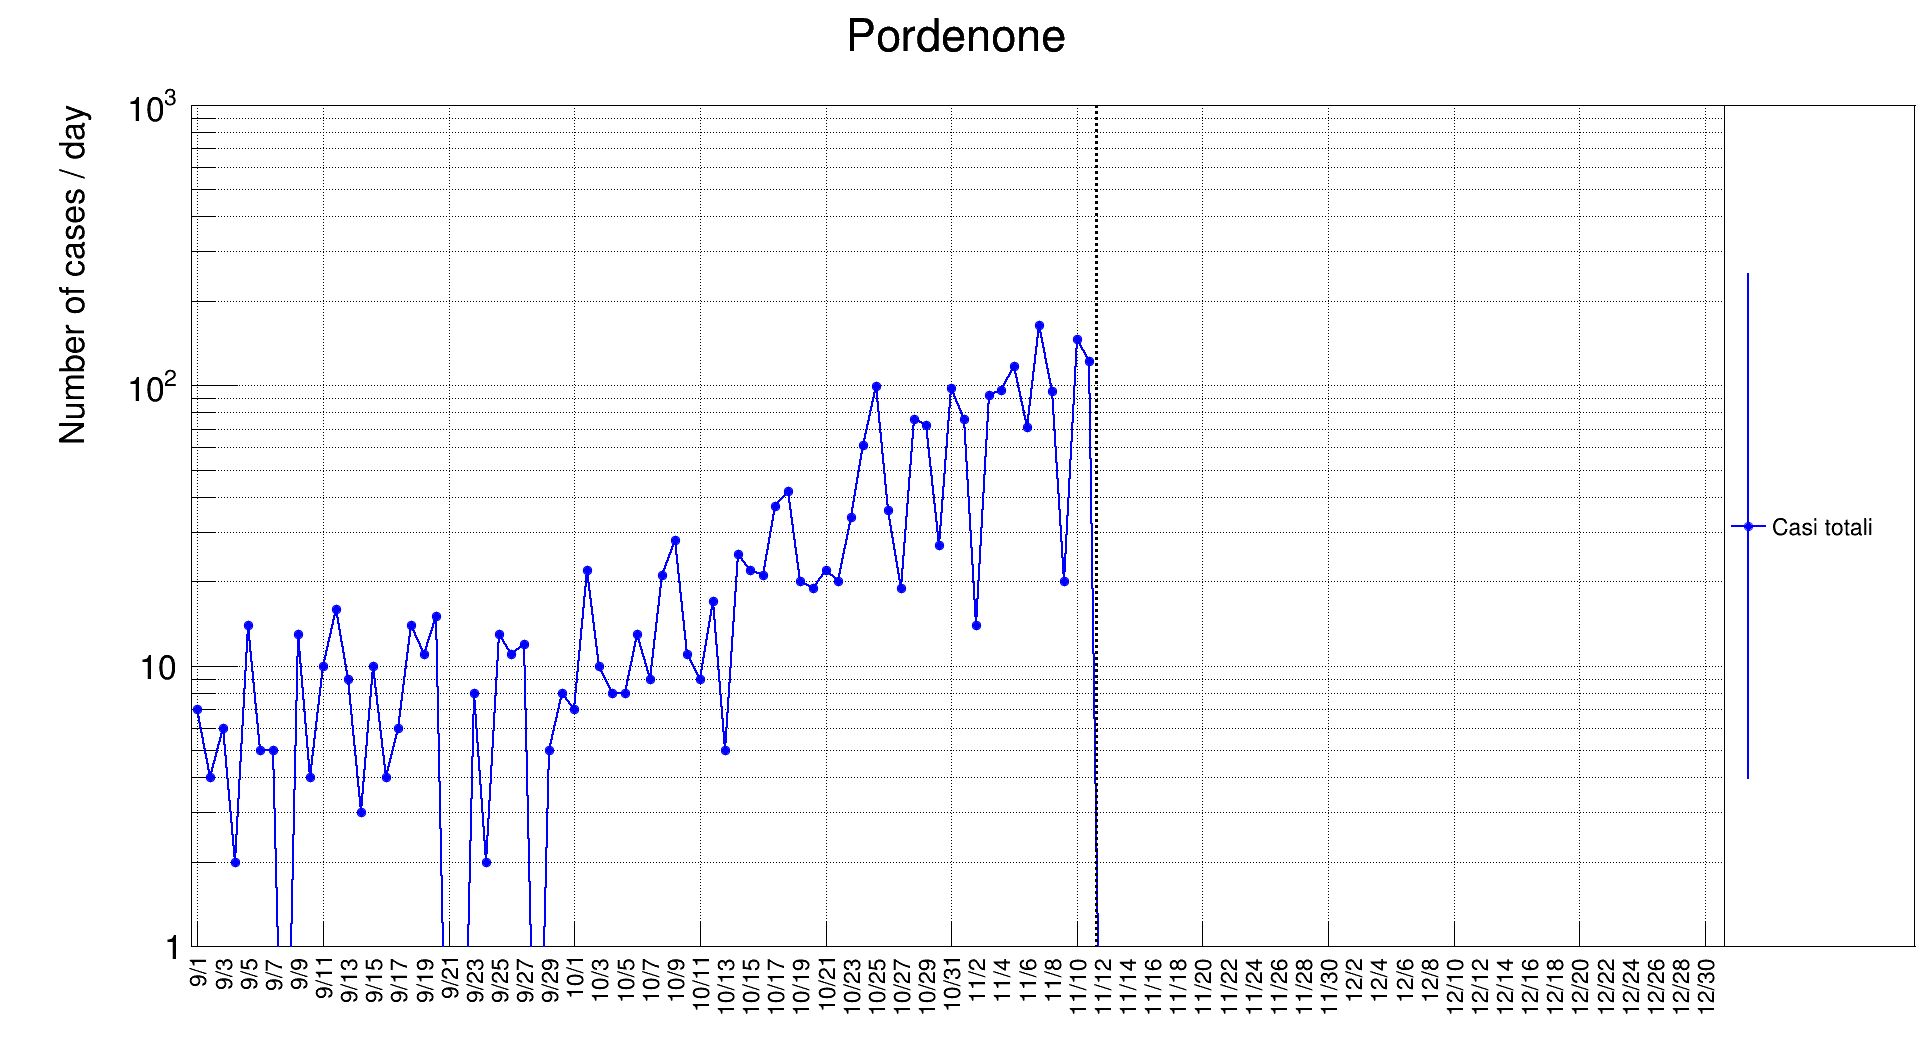 Pordenone
Number of cases / day
10³
10²
10
1
9/1 9/3 9/5 9/7 9/9 9/11 9/13 9/15 9/17 9/19 9/21 9/23 9/25 9/27 9/29 10/1 10/3 10/5 10/7 10/9 10/11 10/13 10/15 10/17 10/19 10/21 10/23 10/25 10/27 10/29 10/31 11/2 11/4 11/6 11/8 11/10 11/12 11/14 11/16 11/18 11/20 11/22 11/24 11/26 11/28 11/30 12/2 12/4 12/6 12/8 12/10 12/12 12/14 12/16 12/18 12/20 12/22 12/24 12/26 12/28 12/30
Casi totali